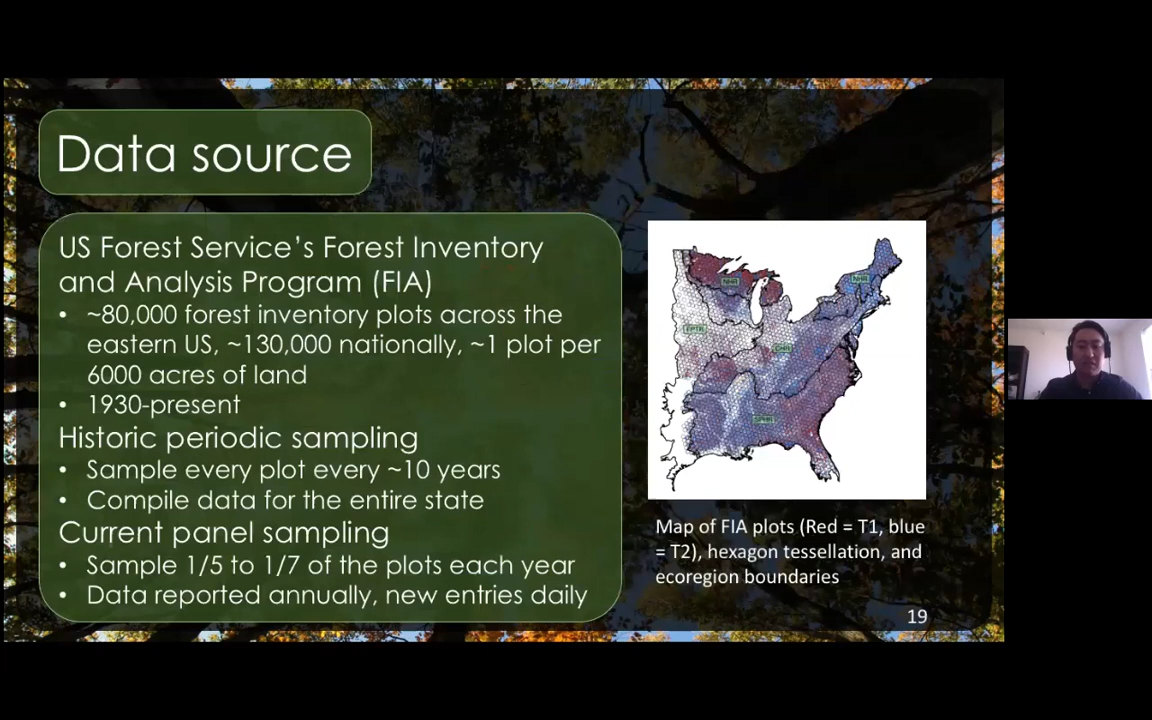 Data source
US Forest Service's Forest Inventory
and Analysis Program (FIA)
• ~80,000 forest inventory plots across the
eastern US, ~130,000 nationally, ~1 plot per
6000 acres of land
• 1930-present
Historic periodic sampling
• Sample every plot every ~10 years
• Compile data for the entire state
Current panel sampling
• Sample 1/5 to 1/7 of the plots each year
• Data reported annually, new entries daily
Map of FIA plots (Red = T1, blue
= T2), hexagon tessellation, and
ecoregion boundaries
19